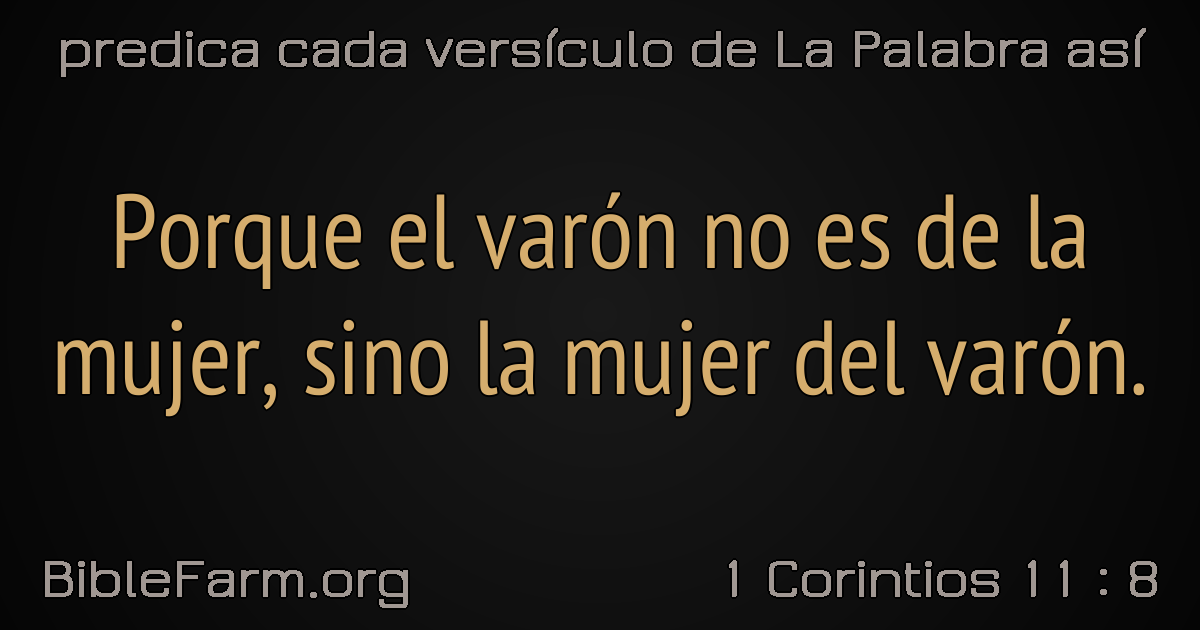 predica cada versículo de La Palabra así
Porque el varón no es de la
mujer, sino la mujer del varón.
BibleFarm.org
1 Corintios 11 : 8